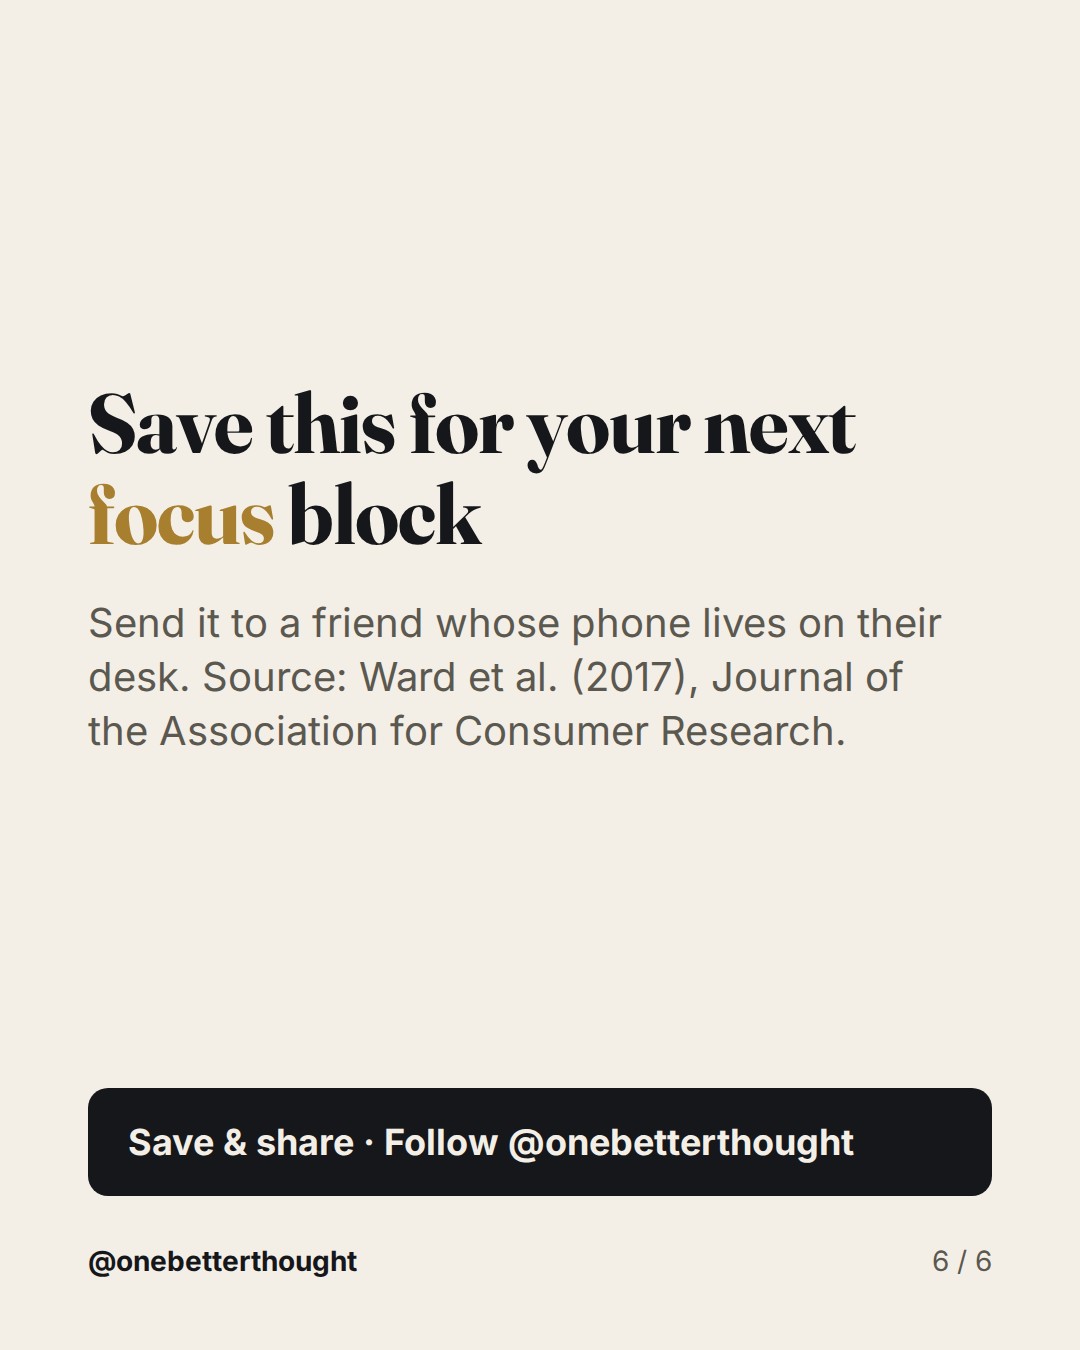 Save this for your next
focus block
Send it to a friend whose phone lives on their
desk. Source: Ward et al. (2017), Journal of
the Association for Consumer Research.
Save & share · Follow @onebetterthought
@onebetterthought
6 / 6